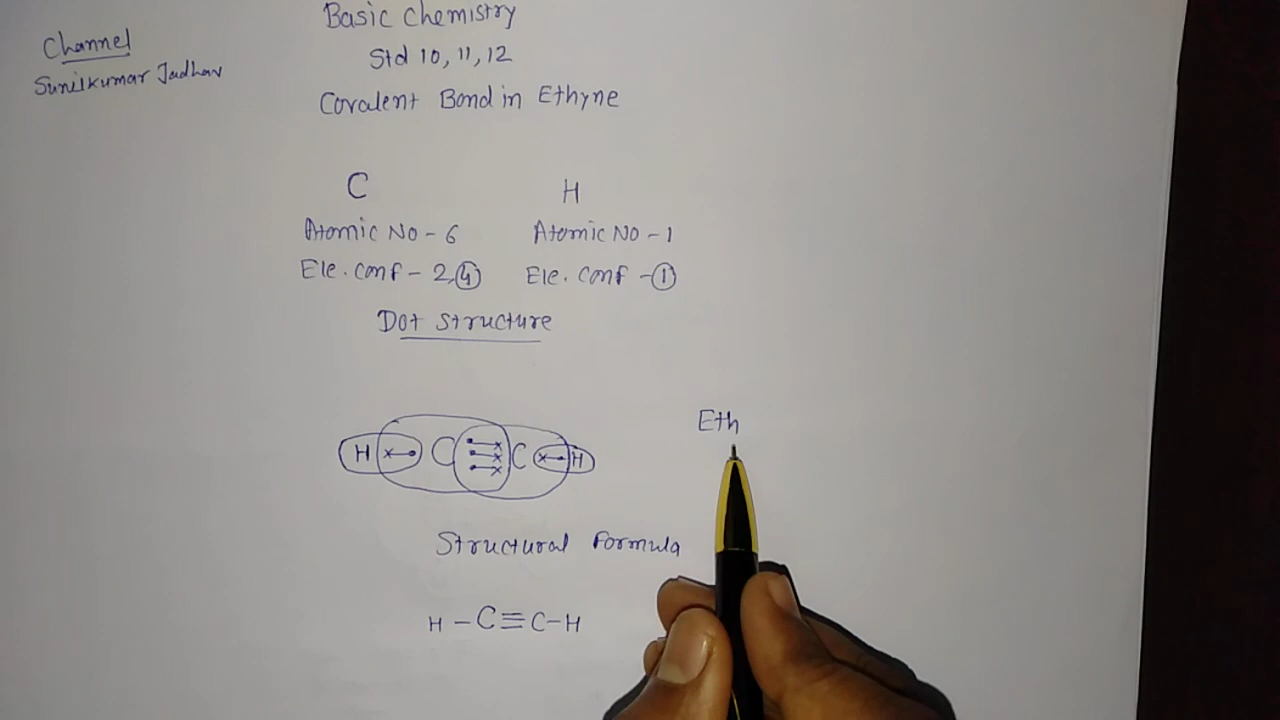 Channel
Sunilkumar Jadhav
Basic Chemistry
Std 10, 11, 12
Covalent Bond in Ethyne
C H
Atomic No - 6 Atomic No - 1
Ele. Conf - 2,4 Ele. Conf - 1
Dot Structure
Eth
H C C H
Structural Formula
H - C ≡ C - H